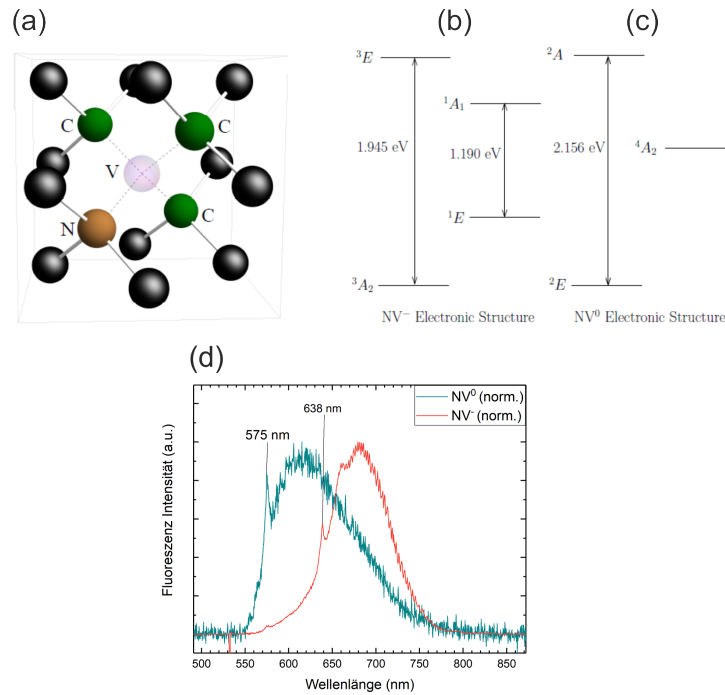 (a)
C
C
V
N
C
(b)
³E
¹A₁
1.945 eV
1.190 eV
¹E
³A₂
NV⁻ Electronic Structure
(c)
²A
2.156 eV
⁴A₂
²E
NV⁰ Electronic Structure
(d)
NV⁰ (norm.)
NV⁻ (norm.)
638 nm
575 nm
Fluoreszenz Intensität (a.u.)
500 550 600 650 700 750 800 850
Wellenlänge (nm)